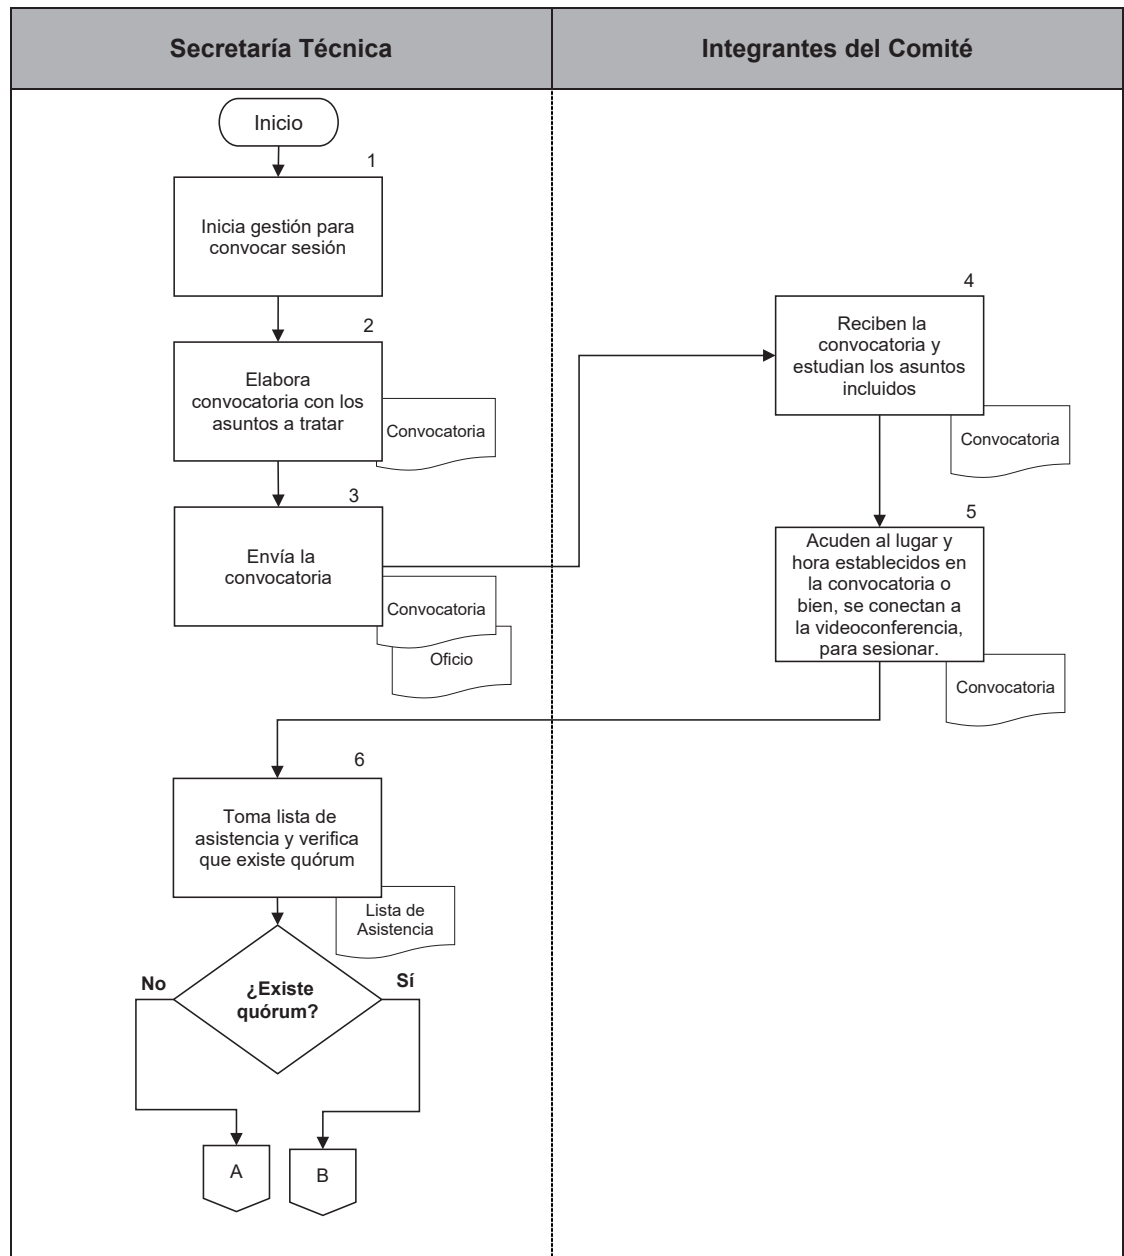 Secretaría Técnica
Integrantes del Comité
Inicio
1
Inicia gestión para
convocar sesión
2
Elabora
convocatoria con los
asuntos a tratar
Convocatoria
3
Envía la
convocatoria
Convocatoria
Oficio
4
Reciben la
convocatoria y
estudian los asuntos
incluidos
Convocatoria
5
Acuden al lugar y
hora establecidos en
la convocatoria o
bien, se conectan a
la videoconferencia,
para sesionar.
Convocatoria
6
Toma lista de
asistencia y verifica
que existe quórum
Lista de
Asistencia
¿Existe
quórum?
No
Sí
A
B